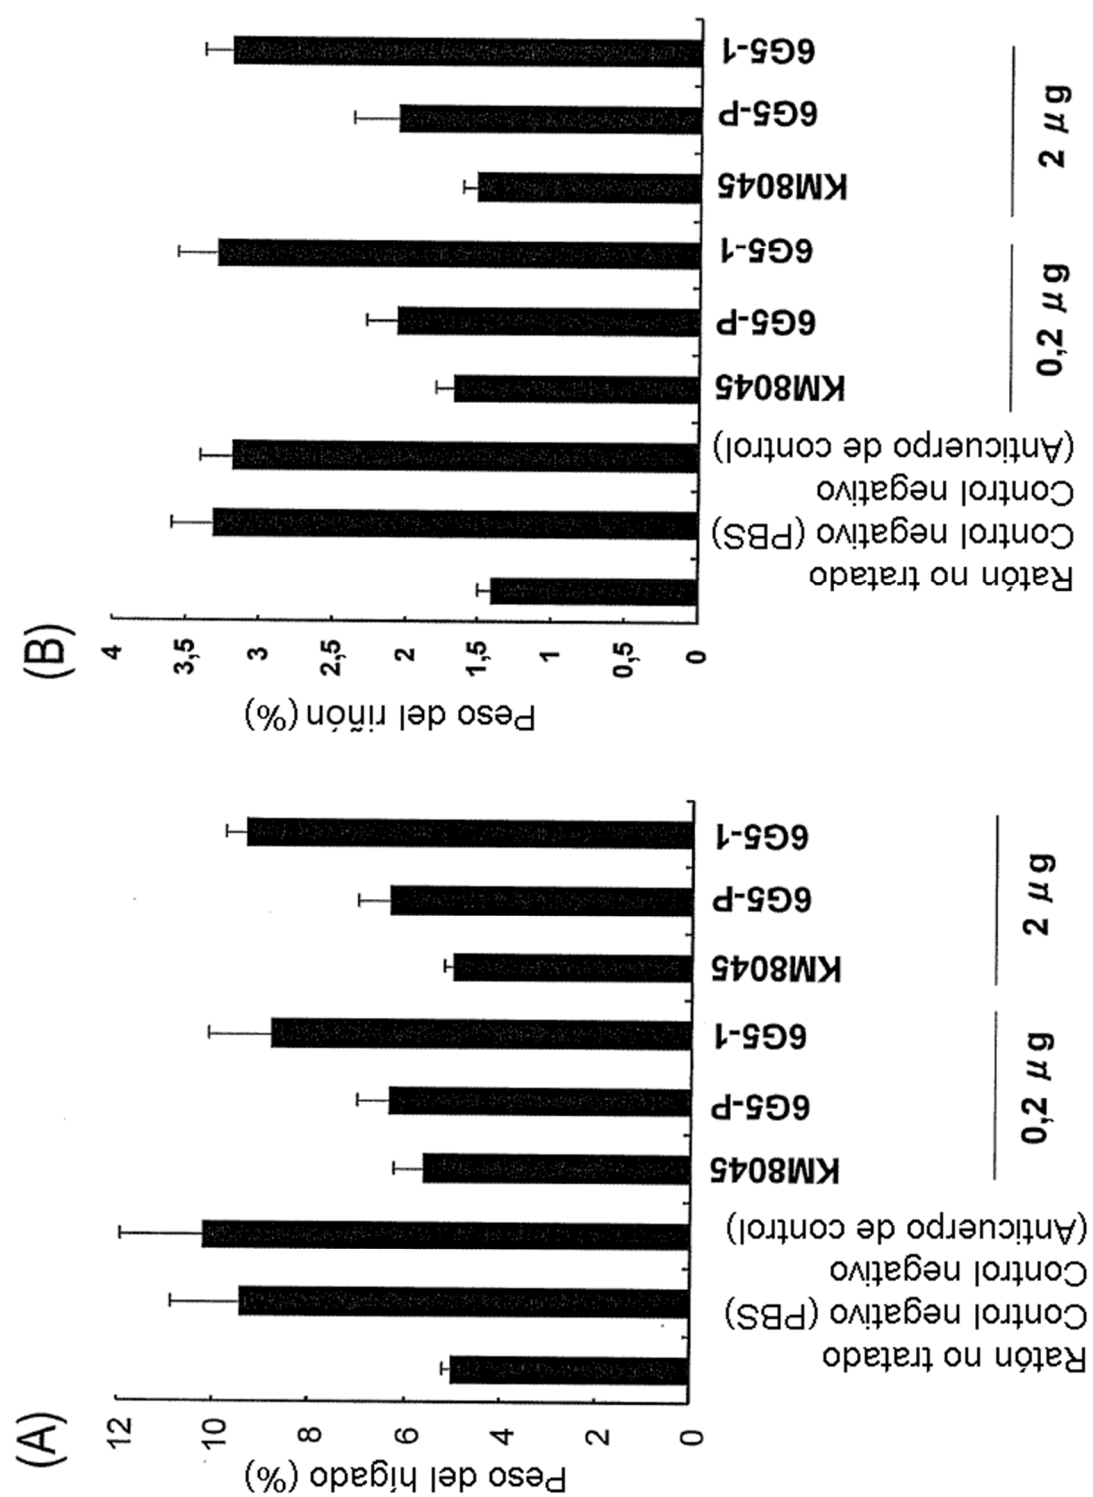 (A)
Peso del hígado (%)
12
10
8
6
4
2
0
Ratón no tratado
Control negativo (PBS)
Control negativo
(Anticuerpo de control)
KM8045
6G5-P
6G5-1
KM8045
6G5-P
6G5-1
0,2 μg
2 μg
(B)
Peso del riñón (%)
4
3,5
3
2,5
2
1,5
1
0,5
0
Ratón no tratado
Control negativo (PBS)
Control negativo
(Anticuerpo de control)
KM8045
6G5-P
6G5-1
KM8045
6G5-P
6G5-1
0,2 μg
2 μg